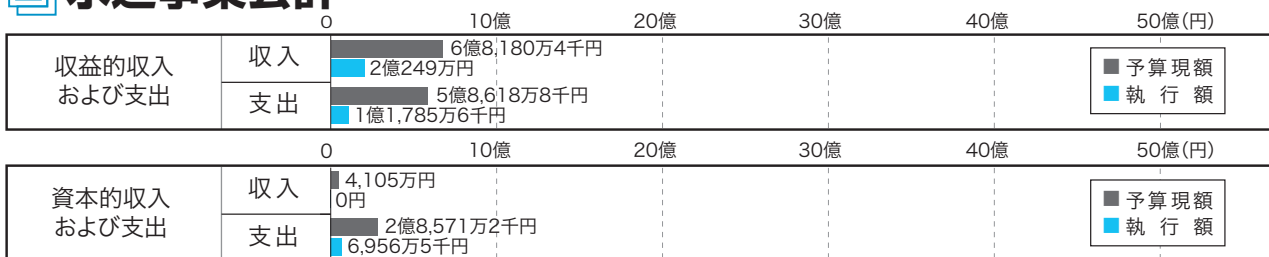 水道事業会計
0 10億 20億 30億 40億 50億(円)
収益的収入
および支出
収入
6億8,180万4千円
2億249万円
支出
5億8,618万8千円
1億1,785万6千円
■予算現額
■執行額
0 10億 20億 30億 40億 50億(円)
資本的収入
および支出
収入
4,105万円
0円
支出
2億8,571万2千円
6,956万5千円
■予算現額
■執行額